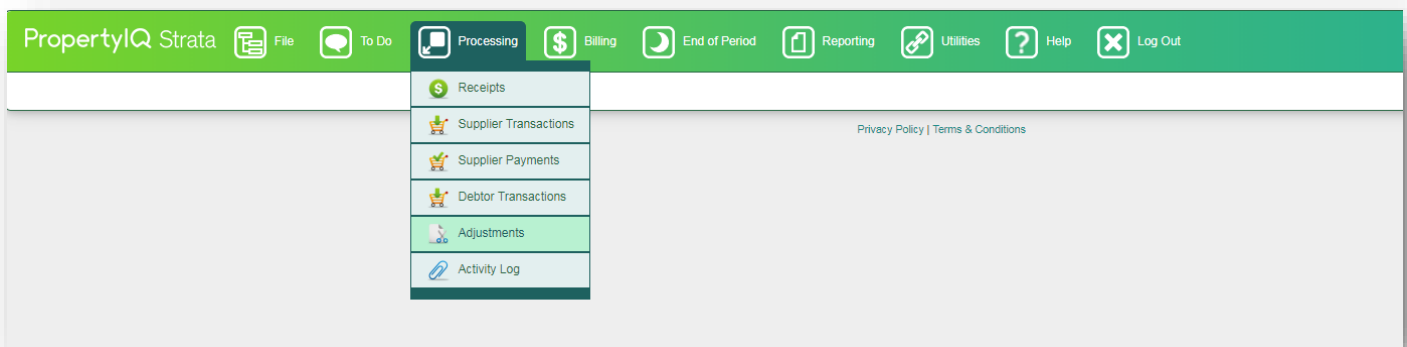 PropertyIQ Strata File To Do Processing Billing End of Period Reporting Utilities Help Log Out
Receipts
Supplier Transactions
Privacy Policy | Terms & Conditions
Supplier Payments
Debtor Transactions
Adjustments
Activity Log